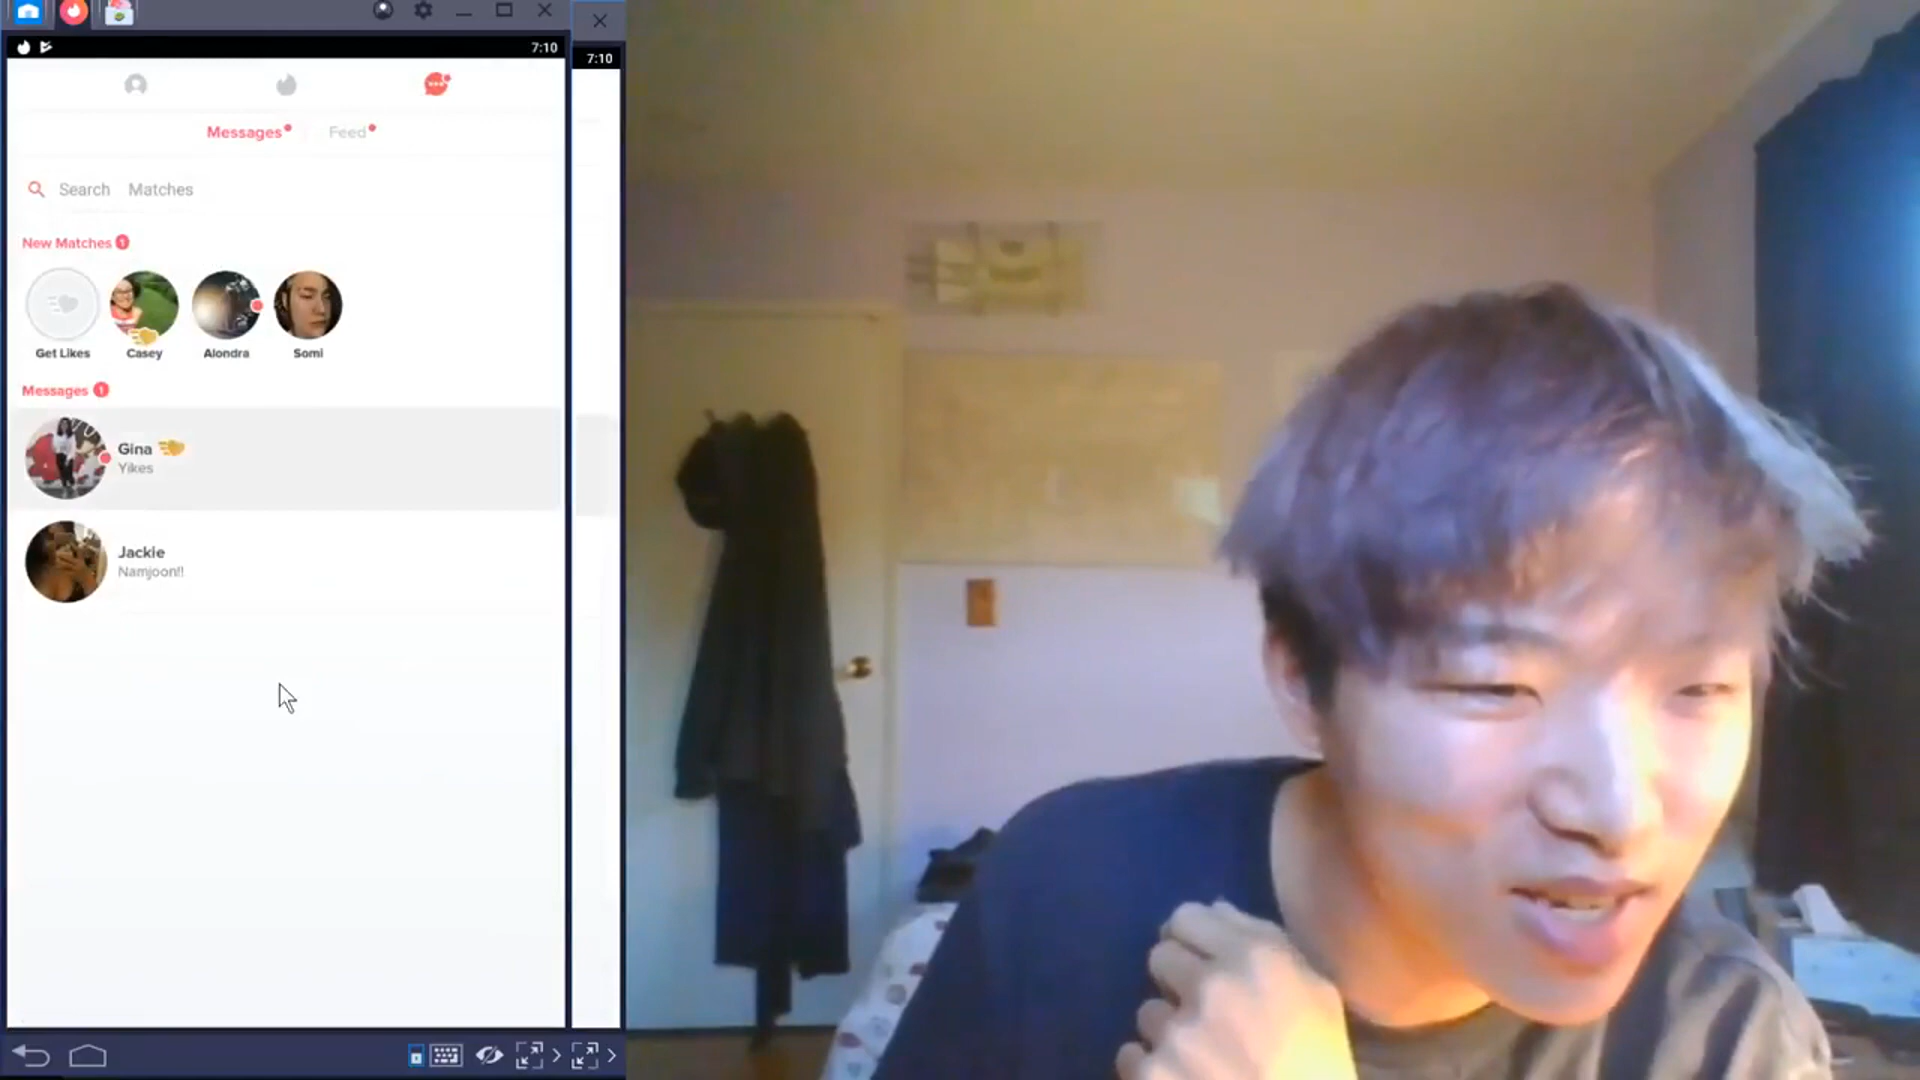 7:10
7:10
Messages Feed
Search Matches
New Matches 1
Get Likes Casey Alondra Somi
Messages 1
Gina
Yikes
Jackie
Namjoon!!